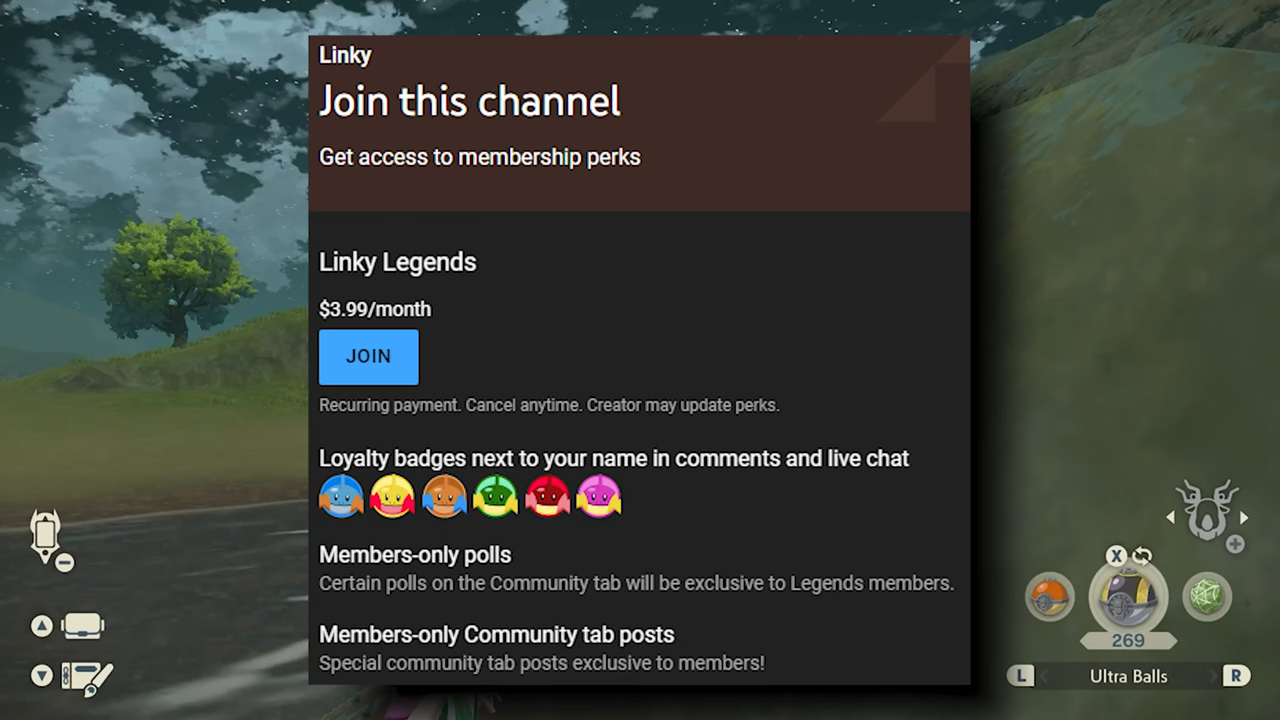 Linky
Join this channel
Get access to membership perks
Linky Legends
$3.99/month
JOIN
Recurring payment. Cancel anytime. Creator may update perks.
Loyalty badges next to your name in comments and live chat
Members-only polls
Certain polls on the Community tab will be exclusive to Legends members.
Members-only Community tab posts
Special community tab posts exclusive to members!
X
269
L Ultra Balls R